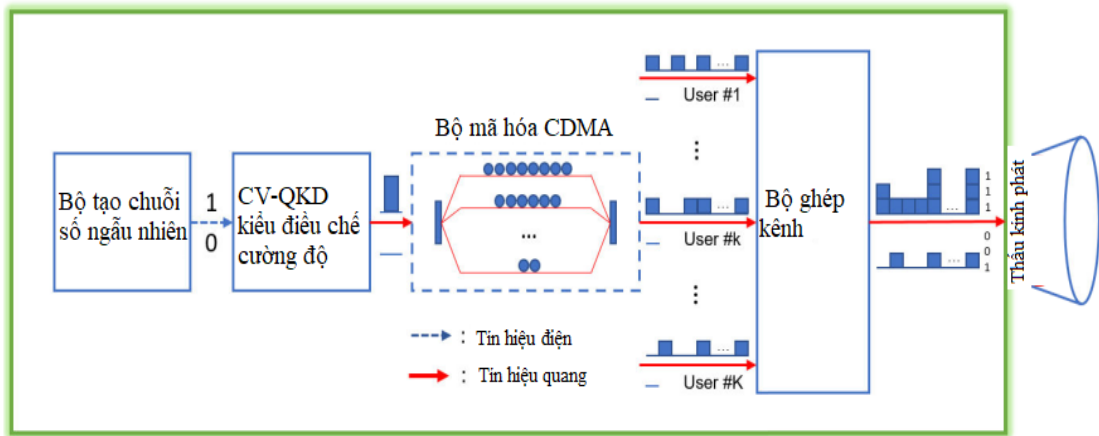 Bộ tạo chuỗi
số ngẫu nhiên
1
0
CV-QKD
kiểu điều chế
cường độ
Bộ mã hóa CDMA
...
...
User #1
...
...
User #k
...
...
User #K
Bộ ghép
kênh
...
1
1
1
0
0
...
1
Thấu kính phát
: Tín hiệu điện
: Tín hiệu quang